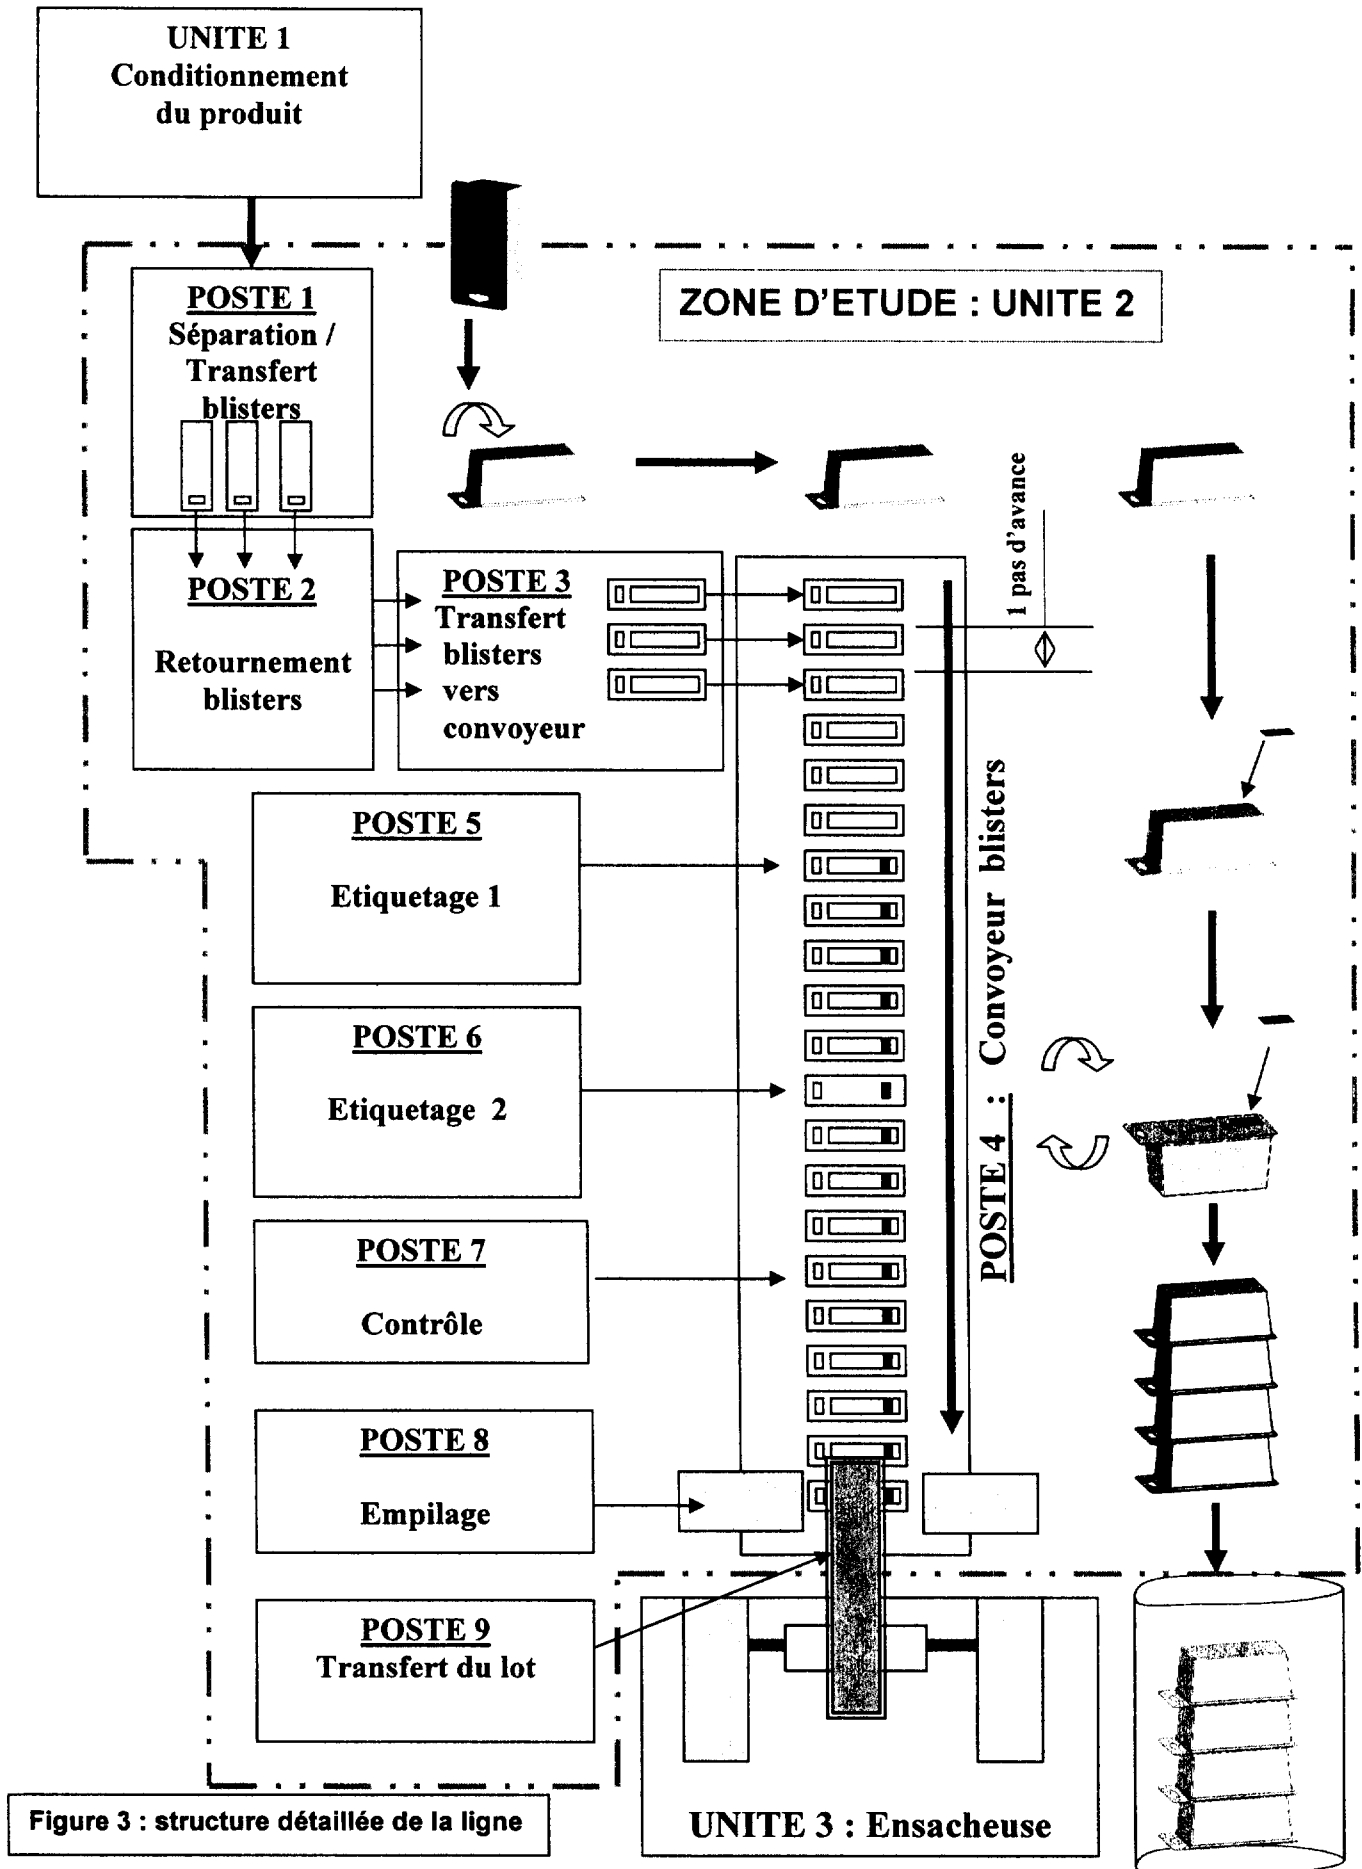 UNITE 1
Conditionnement
du produit
ZONE D'ETUDE : UNITE 2
POSTE 1
Séparation /
Transfert
blisters
POSTE 2
Retournement
blisters
POSTE 3
Transfert
blisters
vers
convoyeur
1 pas d'avance
POSTE 4 : Convoyeur blisters
POSTE 5
Etiquetage 1
POSTE 6
Etiquetage 2
POSTE 7
Contrôle
POSTE 8
Empilage
POSTE 9
Transfert du lot
UNITE 3 : Ensacheuse
Figure 3 : structure détaillée de la ligne